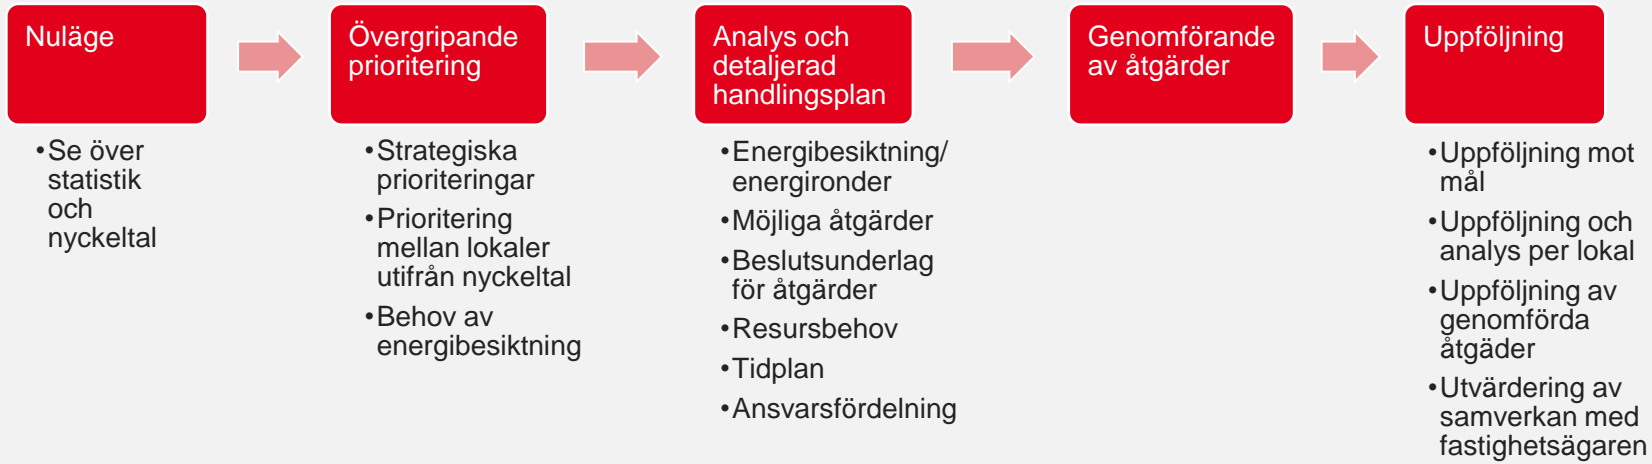 Nuläge
•Se över
statistik
och
nyckeltal
Övergripande
prioritering
•Strategiska
prioriteringar
•Prioritering
mellan lokaler
utifrån nyckeltal
•Behov av
energibesiktning
Analys och
detaljerad
handlingsplan
•Energibesiktning/
energironder
•Möjliga åtgärder
•Beslutsunderlag
för åtgärder
•Resursbehov
•Tidplan
•Ansvarsfördelning
Genomförande
av åtgärder
Uppföljning
•Uppföljning mot
mål
•Uppföljning och
analys per lokal
•Uppföljning av
genomförda
åtgäder
•Utvärdering av
samverkan med
fastighetsägaren